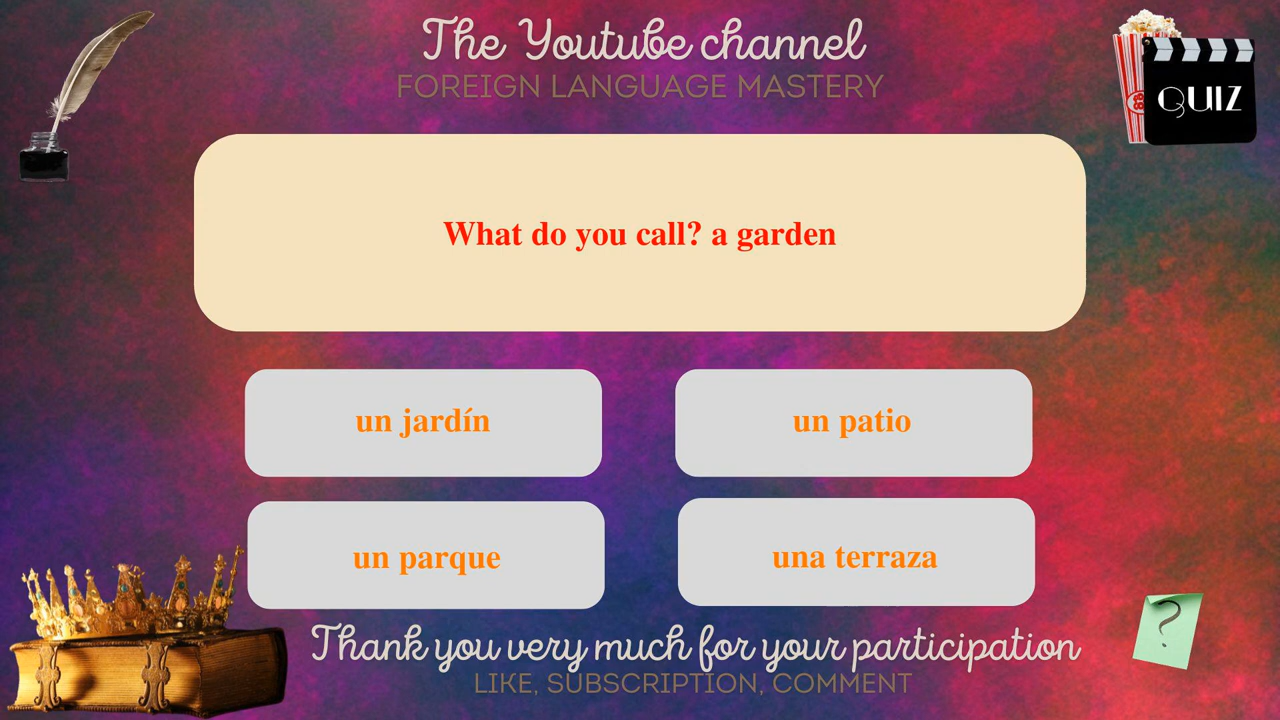 The Youtube channel
FOREIGN LANGUAGE MASTERY
QUIZ
What do you call? a garden
un jardín
un patio
un parque
una terraza
Thank you very much for your participation
?
LIKE, SUBSCRIPTION, COMMENT